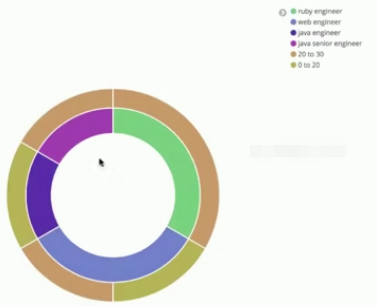 ruby engineer
web engineer
java engineer
java senior engineer
20 to 30
0 to 20